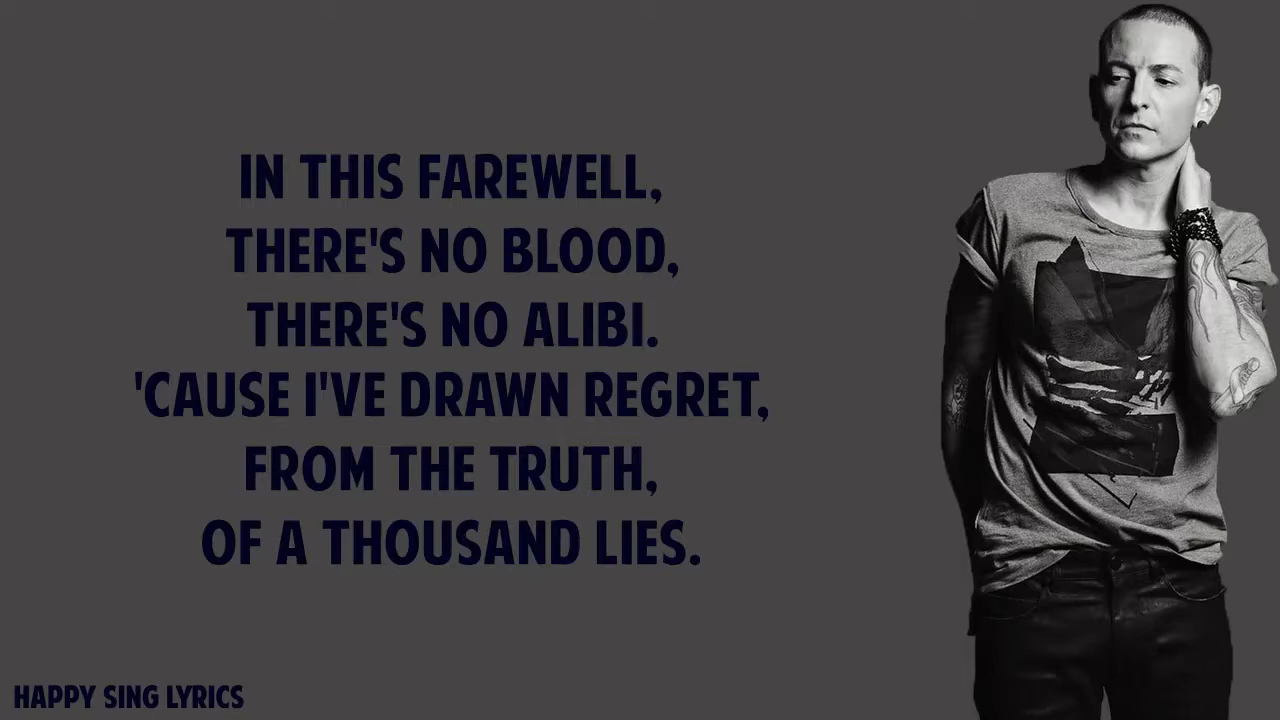 IN THIS FAREWELL,
THERE'S NO BLOOD,
THERE'S NO ALIBI.
'CAUSE I'VE DRAWN REGRET,
FROM THE TRUTH,
OF A THOUSAND LIES.
HAPPY SING LYRICS